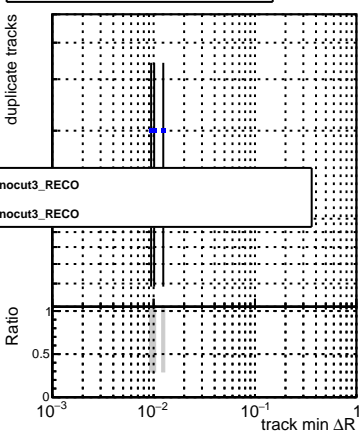 duplicate tracks
nocut3_RECO
nocut3_RECO
Ratio
1
0.5
0
10⁻³ 10⁻² 10⁻¹ 1
track min ΔR